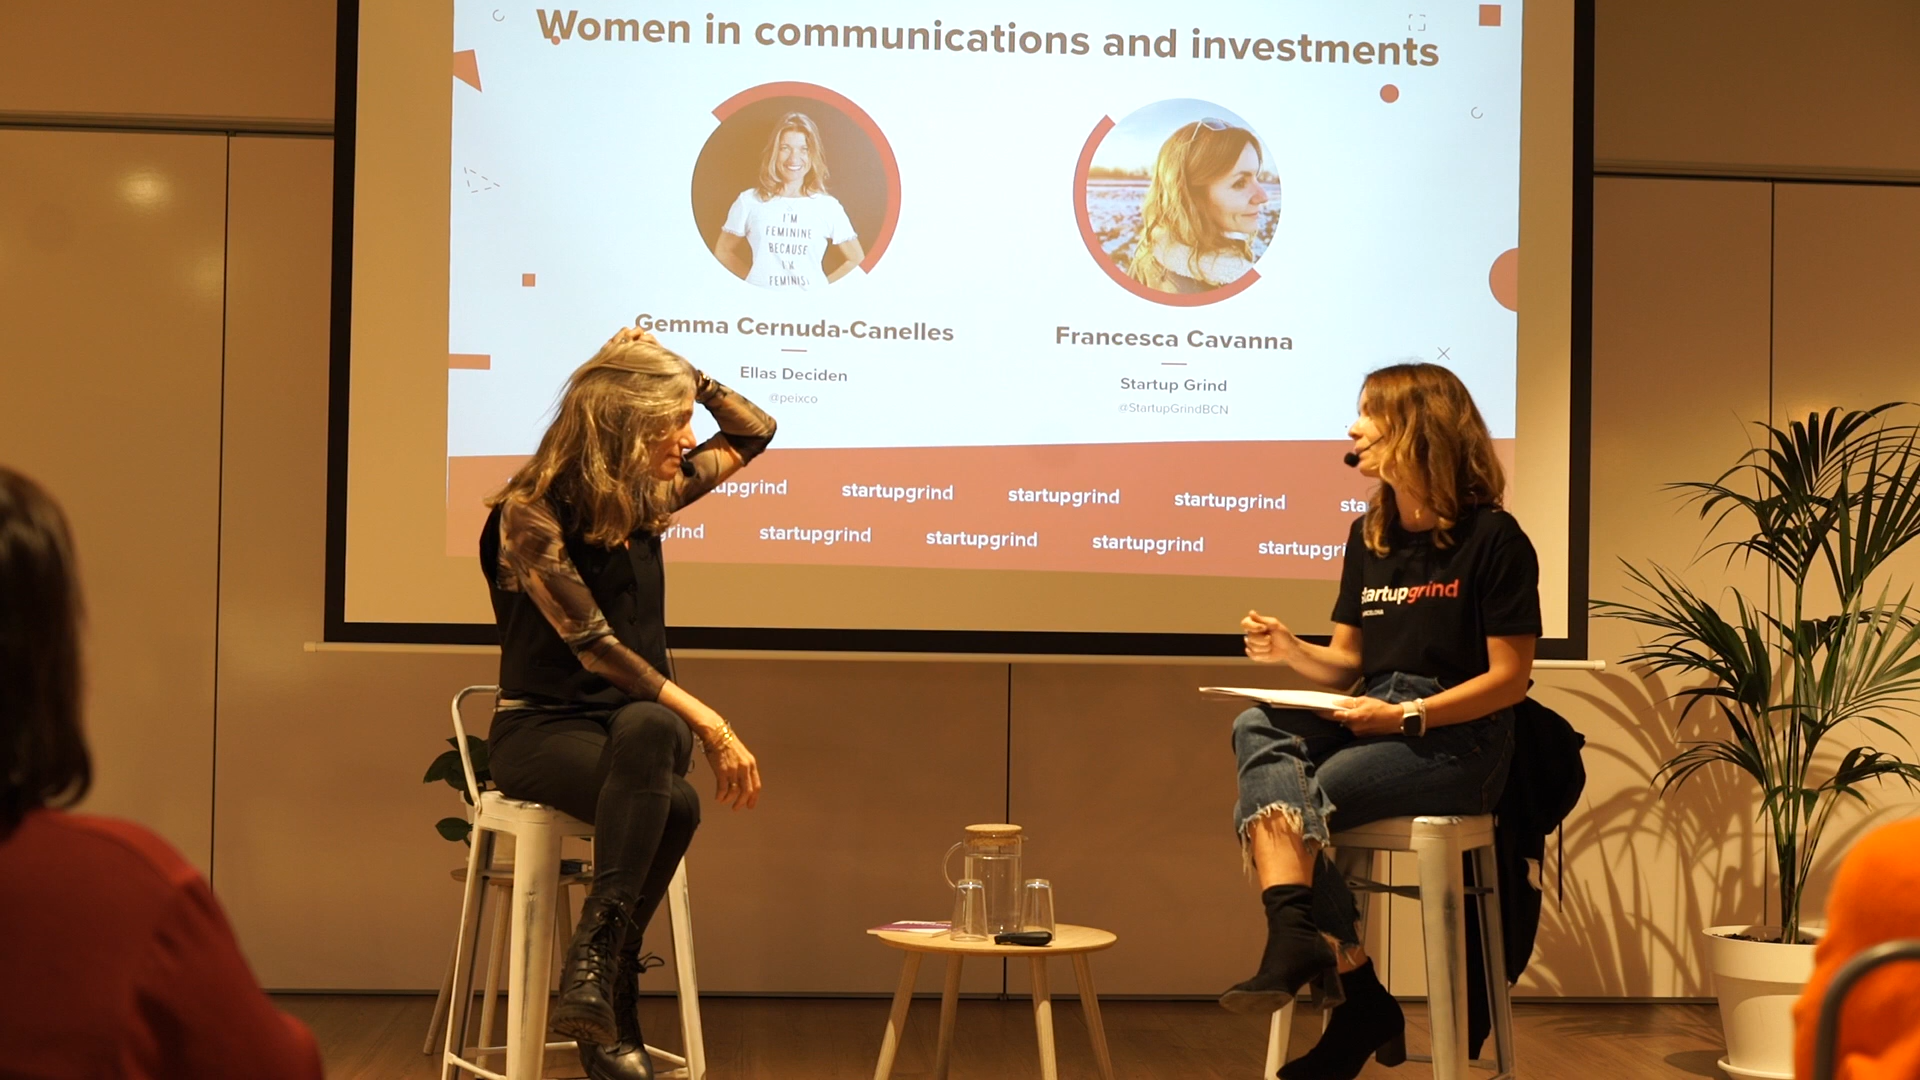 Women in communications and investments
I'M
FEMININE
BECAUSE
I'M
FEMINIST
Gemma Cernuda-Canelles
Ellas Deciden
@peixco
Francesca Cavanna
Startup Grind
@StartupGrindBCN
startupgrind startupgrind startupgrind
startupgrind startupgrind startupgrind
startupgrind